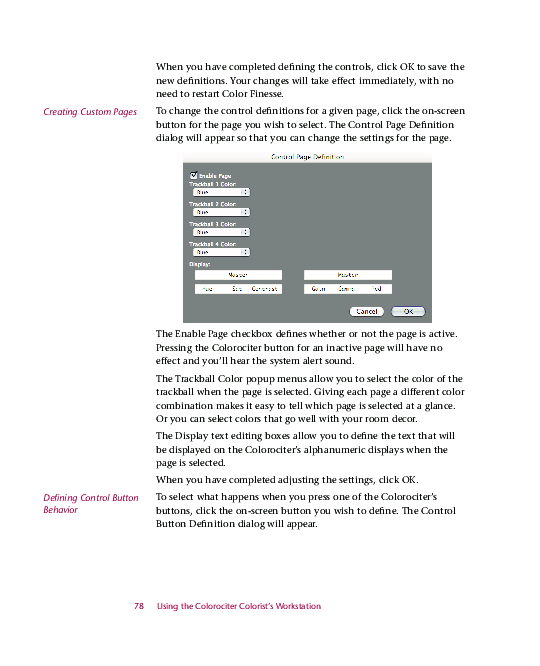 When you have completed defining the controls, click OK to save the
new definitions. Your changes will take effect immediately, with no
need to restart Color Finesse.
Creating Custom Pages
To change the control definitions for a given page, click the on-screen
button for the page you wish to select. The Control Page Definition
dialog will appear so that you can change the settings for the page.
Control Page Definition
Enable Page
Trackball 1 Color:
Blue
Trackball 2 Color:
Blue
Trackball 3 Color:
Blue
Trackball 4 Color:
Blue
Display:
Master Master
Hue Sat Contrast Gain Gamma Ped
Cancel OK
The Enable Page checkbox defines whether or not the page is active.
Pressing the Colorociter button for an inactive page will have no
effect and you'll hear the system alert sound.
The Trackball Color popup menus allow you to select the color of the
trackball when the page is selected. Giving each page a different color
combination makes it easy to tell which page is selected at a glance.
Or you can select colors that go well with your room decor.
The Display text editing boxes allow you to define the text that will
be displayed on the Colorociter's alphanumeric displays when the
page is selected.
When you have completed adjusting the settings, click OK.
Defining Control Button
Behavior
To select what happens when you press one of the Colorociter's
buttons, click the on-screen button you wish to define. The Control
Button Definition dialog will appear.
78 Using the Colorociter Colorist's Workstation